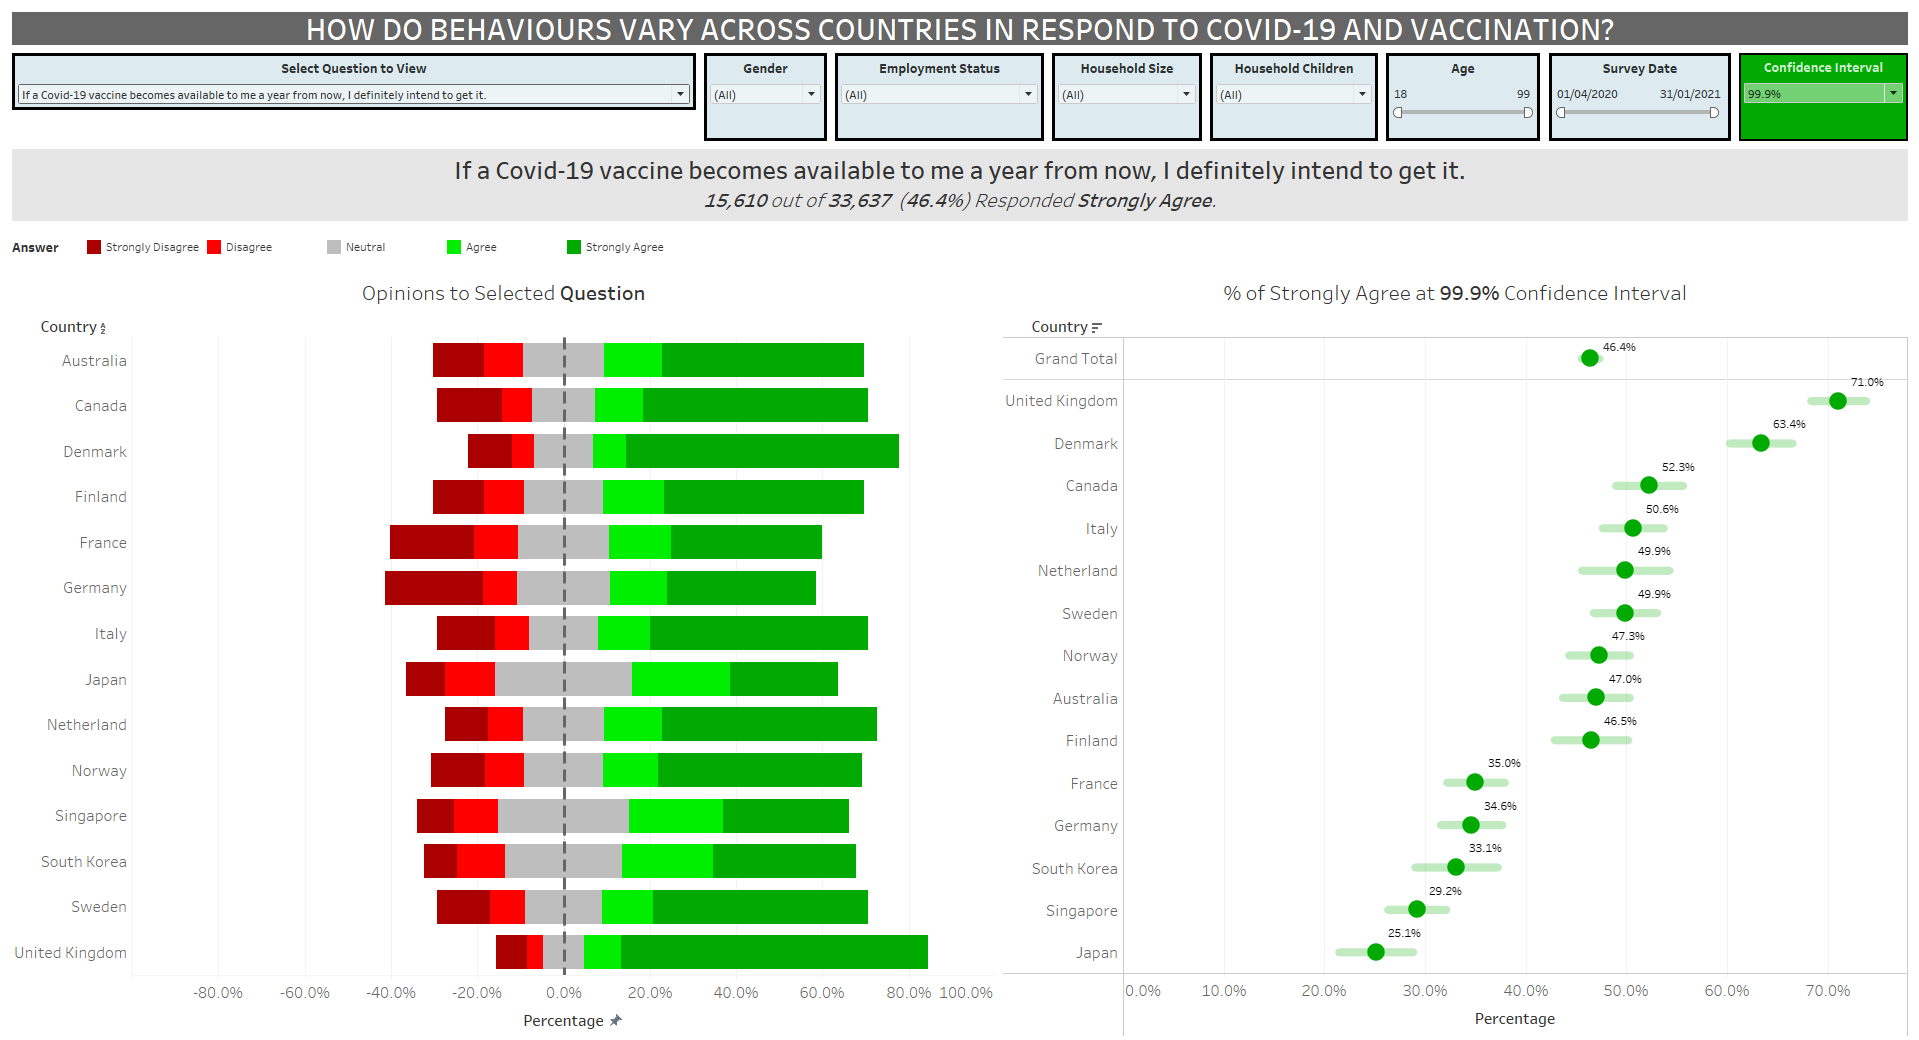 HOW DO BEHAVIOURS VARY ACROSS COUNTRIES IN RESPOND TO COVID-19 AND VACCINATION?
Select Question to View
If a Covid-19 vaccine becomes available to me a year from now, I definitely intend to get it.
Gender
(All)
Employment Status
(All)
Household Size
(All)
Household Children
(All)
Age
18 99
Survey Date
01/04/2020 31/01/2021
Confidence Interval
99.9%
If a Covid-19 vaccine becomes available to me a year from now, I definitely intend to get it.
15,610 out of 33,637 (46.4%) Responded Strongly Agree.
Answer Strongly Disagree Disagree Neutral Agree Strongly Agree
Opinions to Selected Question
Country
Australia
Canada
Denmark
Finland
France
Germany
Italy
Japan
Netherland
Norway
Singapore
South Korea
Sweden
United Kingdom
-80.0% -60.0% -40.0% -20.0% 0.0% 20.0% 40.0% 60.0% 80.0% 100.0%
Percentage
% of Strongly Agree at 99.9% Confidence Interval
Country
Grand Total 46.4%
United Kingdom 71.0%
Denmark 63.4%
Canada 52.3%
Italy 50.6%
Netherland 49.9%
Sweden 49.9%
Norway 47.3%
Australia 47.0%
Finland 46.5%
France 35.0%
Germany 34.6%
South Korea 33.1%
Singapore 29.2%
Japan 25.1%
0.0% 10.0% 20.0% 30.0% 40.0% 50.0% 60.0% 70.0%
Percentage